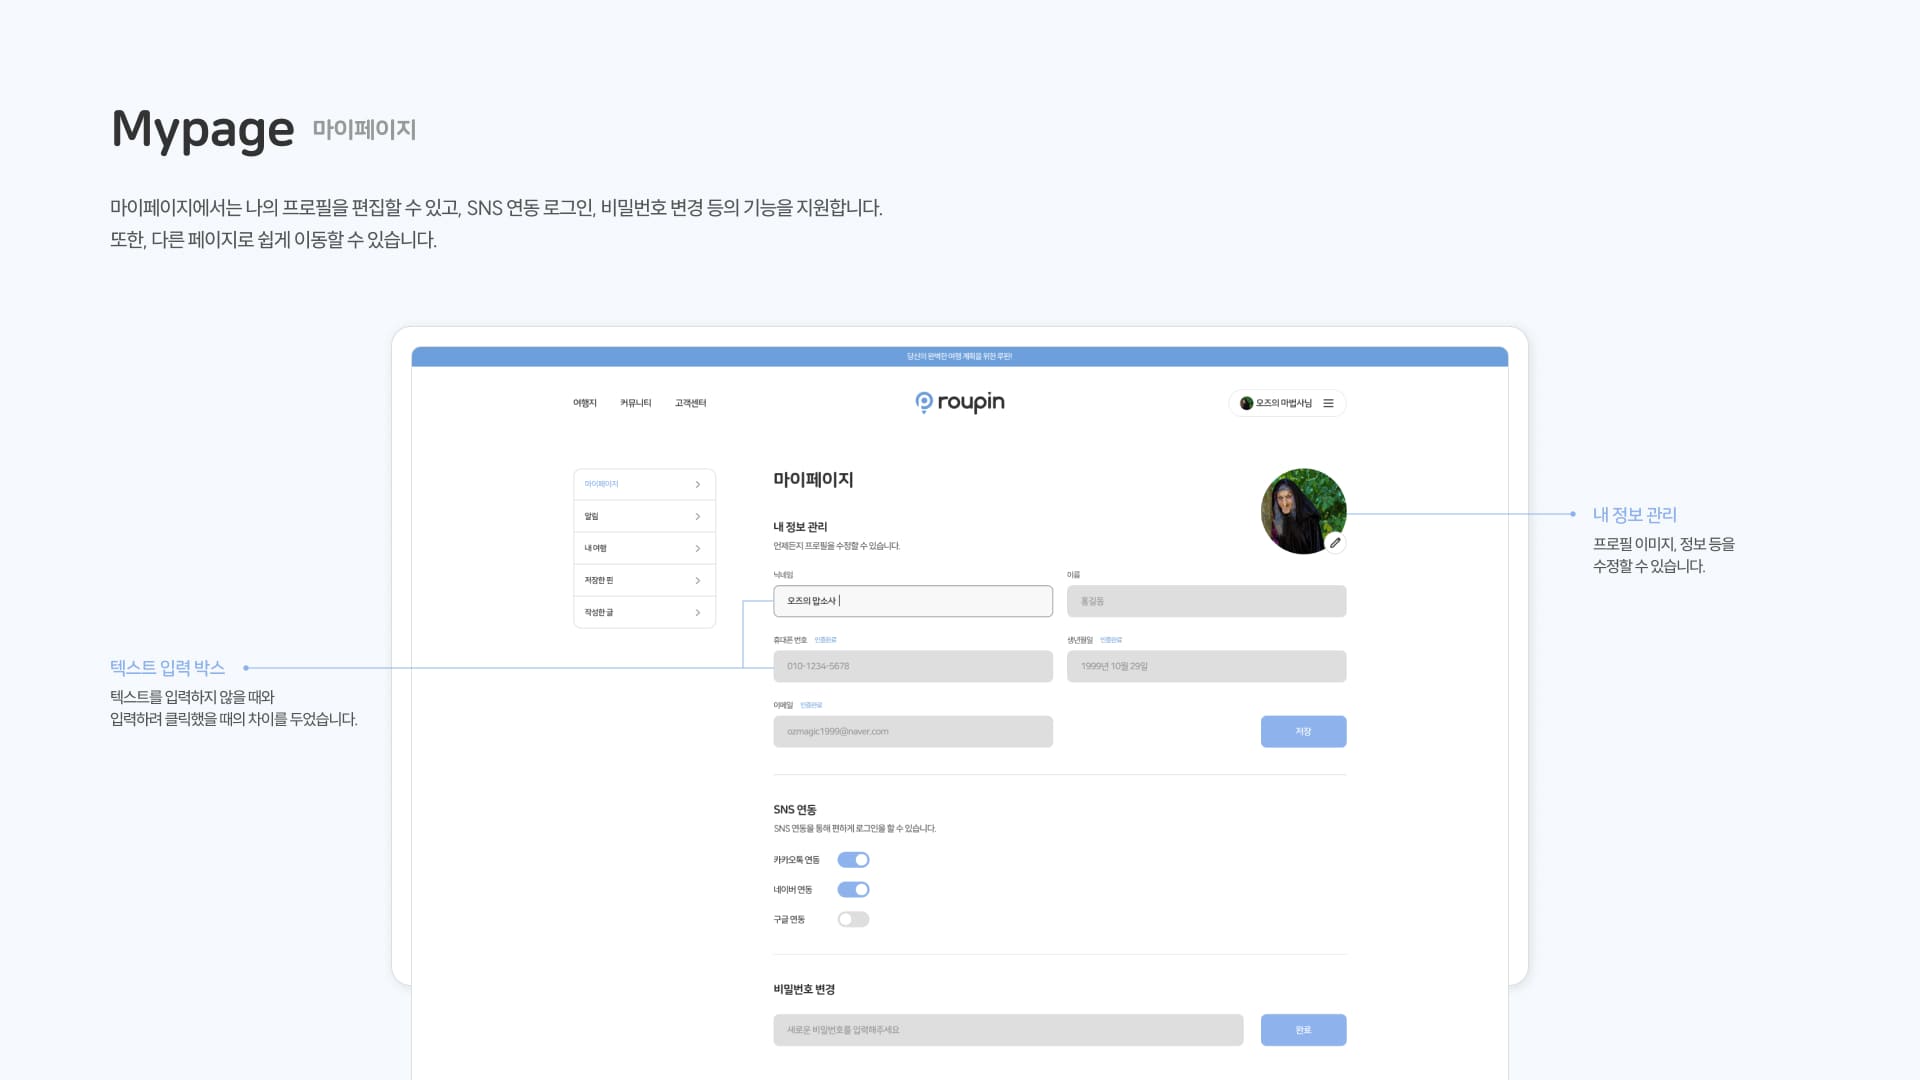 Mypage 마이페이지
마이페이지에서는 나의 프로필을 편집할 수 있고, SNS 연동 로그인, 비밀번호 변경 등의 기능을 지원합니다.
또한, 다른 페이지로 쉽게 이동할 수 있습니다.
당신의 완벽한 여행 계획을 위한 루핀!
여행지 커뮤니티 고객센터
roupin
오즈의 마법사님
마이페이지
알림
내 여행
저장한 핀
작성한 글
마이페이지
내 정보 관리
언제든지 프로필을 수정할 수 있습니다.
닉네임
오즈의 맙소사
이름
홍길동
휴대폰 번호 인증완료
010-1234-5678
생년월일 인증완료
1999년 10월 29일
이메일 인증완료
ozmagic1999@naver.com
저장
SNS 연동
SNS 연동을 통해 편하게 로그인을 할 수 있습니다.
카카오톡 연동
네이버 연동
구글 연동
비밀번호 변경
새로운 비밀번호를 입력해주세요
완료
텍스트 입력 박스
텍스트를 입력하지 않을 때와
입력하려 클릭했을 때의 차이를 두었습니다.
내 정보 관리
프로필 이미지, 정보 등을
수정할 수 있습니다.